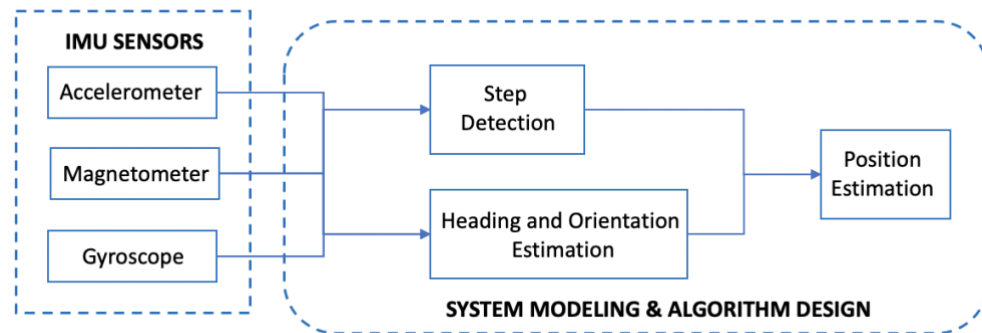 IMU SENSORS
Accelerometer
Magnetometer
Gyroscope
Step
Detection
Heading and Orientation
Estimation
Position
Estimation
SYSTEM MODELING & ALGORITHM DESIGN